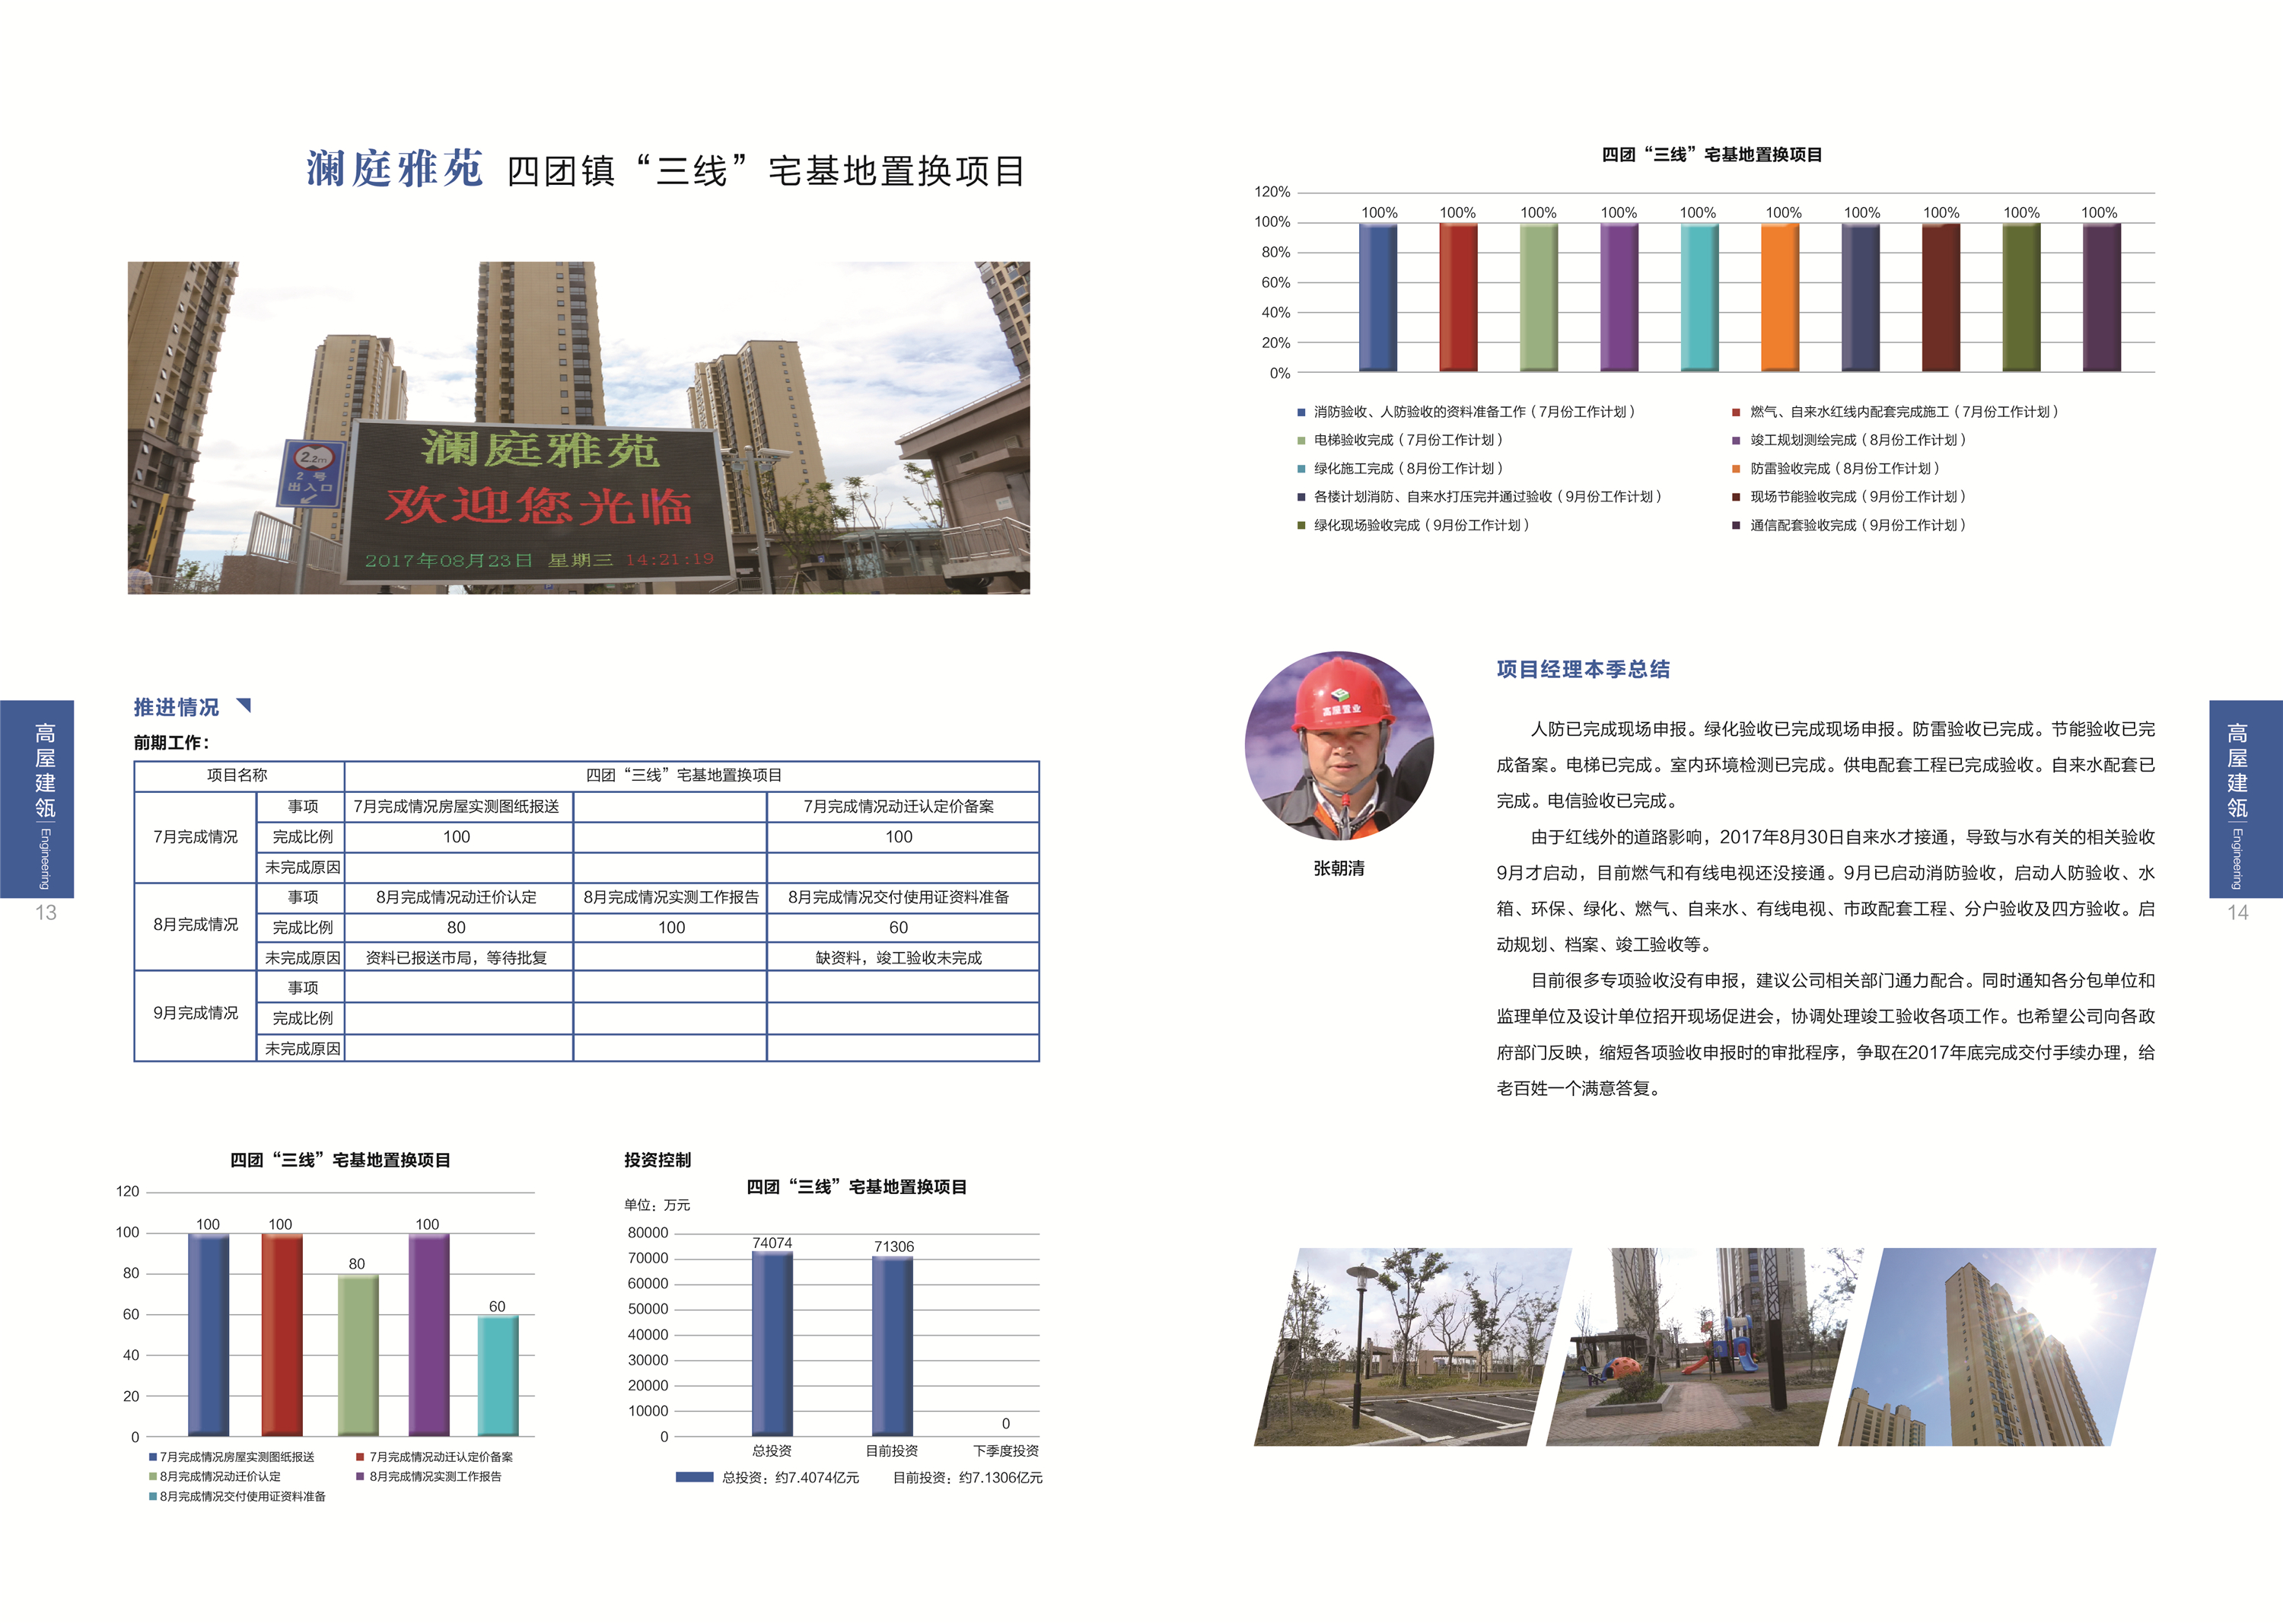 澜庭雅苑 四团镇“三线”宅基地置换项目
2.2m
2 号
出入口
澜庭雅苑
欢迎您光临
2017年08月23日 星期三 14:21:19
推进情况
前期工作：
项目名称 四团“三线”宅基地置换项目
7月完成情况
事项 7月完成情况房屋实测图纸报送 7月完成情况动迁认定价备案
完成比例 100 100
未完成原因
8月完成情况
事项 8月完成情况动迁价认定 8月完成情况实测工作报告 8月完成情况交付使用证资料准备
完成比例 80 100 60
未完成原因 资料已报送市局，等待批复 缺资料，竣工验收未完成
9月完成情况
事项
完成比例
未完成原因
四团“三线”宅基地置换项目
120
100
80
60
40
20
0
100 100 80 100 60
7月完成情况房屋实测图纸报送 7月完成情况动迁认定价备案
8月完成情况动迁价认定 8月完成情况实测工作报告
8月完成情况交付使用证资料准备
投资控制
四团“三线”宅基地置换项目
单位：万元
80000
70000
60000
50000
40000
30000
20000
10000
0
74074 71306 0
总投资 目前投资 下季度投资
总投资：约7.4074亿元 目前投资：约7.1306亿元
高屋建瓴
Engineering
13
四团“三线”宅基地置换项目
120%
100%
80%
60%
40%
20%
0%
100% 100% 100% 100% 100% 100% 100% 100% 100% 100%
消防验收、人防验收的资料准备工作（7月份工作计划） 燃气、自来水红线内配套完成施工（7月份工作计划）
电梯验收完成（7月份工作计划） 竣工规划测绘完成（8月份工作计划）
绿化施工完成（8月份工作计划） 防雷验收完成（8月份工作计划）
各楼计划消防、自来水打压完并通过验收（9月份工作计划） 现场节能验收完成（9月份工作计划）
绿化现场验收完成（9月份工作计划） 通信配套验收完成（9月份工作计划）
高屋置业
张朝清
项目经理本季总结
人防已完成现场申报。绿化验收已完成现场申报。防雷验收已完成。节能验收已完
成备案。电梯已完成。室内环境检测已完成。供电配套工程已完成验收。自来水配套已
完成。电信验收已完成。
由于红线外的道路影响，2017年8月30日自来水才接通，导致与水有关的相关验收
9月才启动，目前燃气和有线电视还没接通。9月已启动消防验收，启动人防验收、水
箱、环保、绿化、燃气、自来水、有线电视、市政配套工程、分户验收及四方验收。启
动规划、档案、竣工验收等。
目前很多专项验收没有申报，建议公司相关部门通力配合。同时通知各分包单位和
监理单位及设计单位招开现场促进会，协调处理竣工验收各项工作。也希望公司向各政
府部门反映，缩短各项验收申报时的审批程序，争取在2017年底完成交付手续办理，给
老百姓一个满意答复。
高屋建瓴
Engineering
14